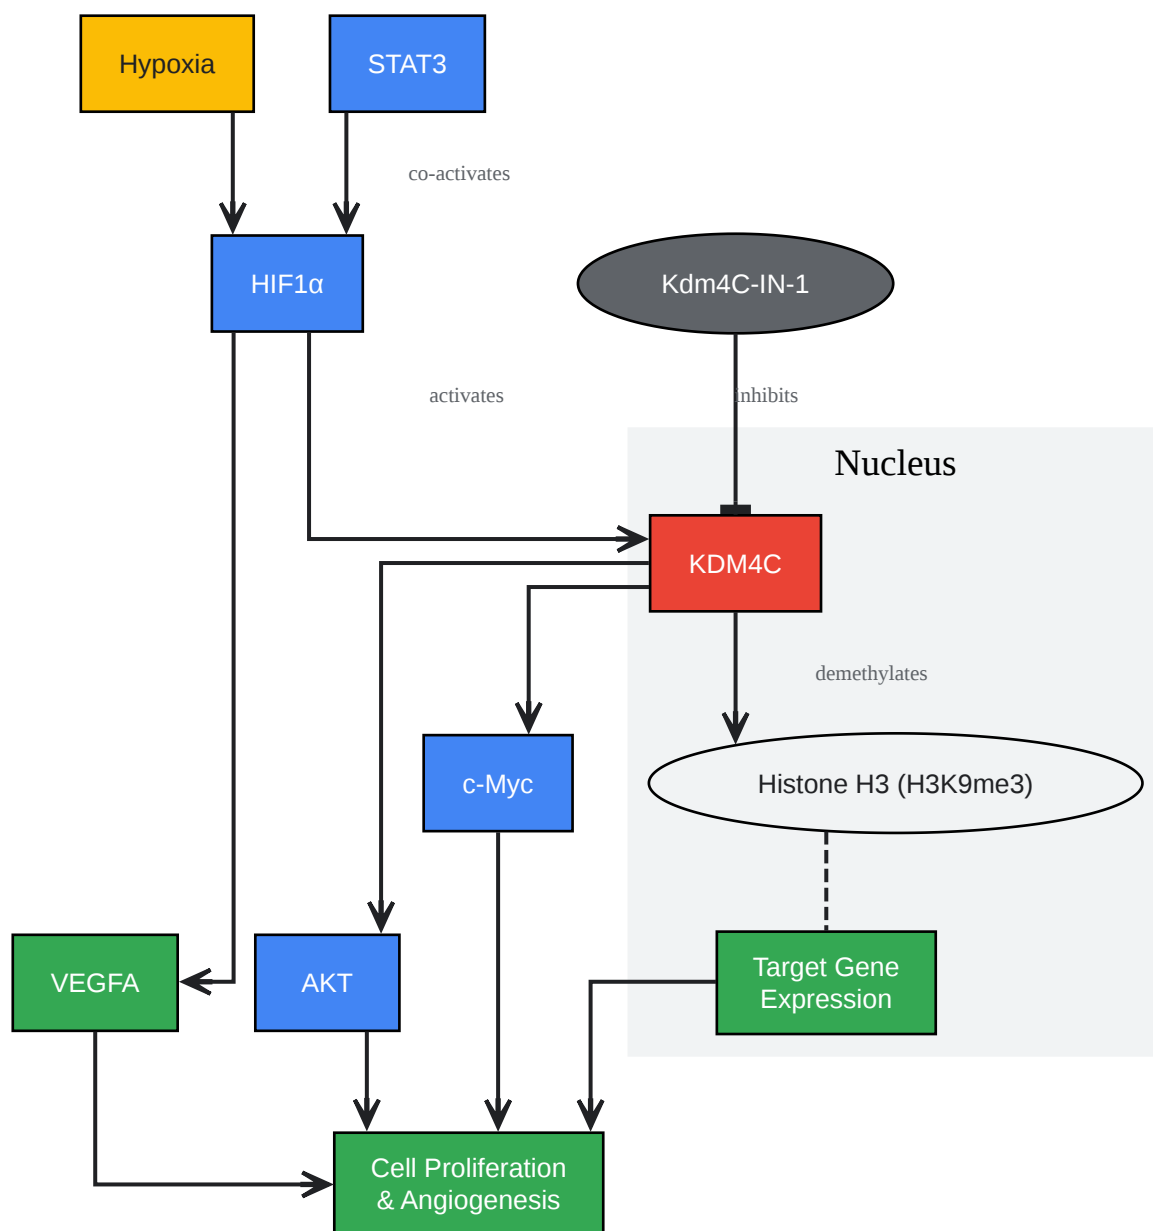 Hypoxia
STAT3
co-activates
HIF1α
Kdm4C-IN-1
activates
inhibits
Nucleus
KDM4C
demethylates
c-Myc
Histone H3 (H3K9me3)
VEGFA
AKT
Target Gene
Expression
Cell Proliferation
& Angiogenesis